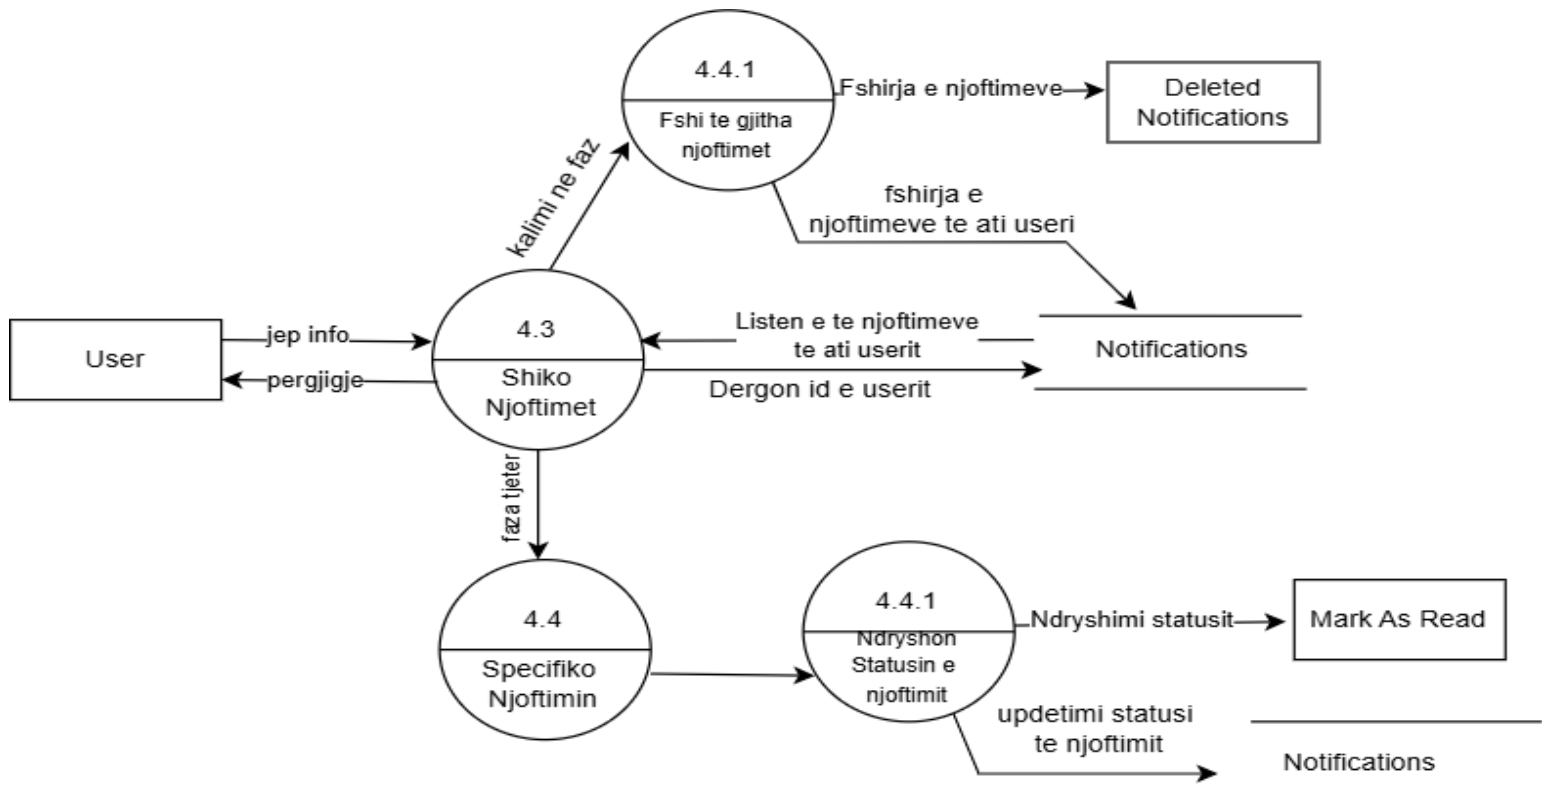 4.4.1
Fshi te gjitha
njoftimet
Fshirja e njoftimeve
Deleted
Notifications
kalimi ne faz
fshirja e
njoftimeve te ati useri
User
jep info
pergjigje
4.3
Shiko
Njoftimet
Listen e te njoftimeve
te ati userit
Dergon id e userit
Notifications
faza tjeter
4.4
Specifiko
Njoftimin
4.4.1
Ndryshon
Statusin e
njoftimit
Ndryshimi statusit
Mark As Read
updetimi statusi
te njoftimit
Notifications